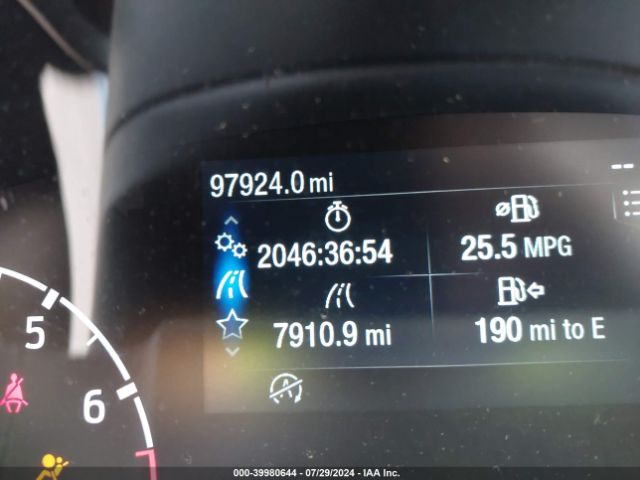 --
97924.0 mi
2046:36:54
25.5 MPG
7910.9 mi
190 mi to E
5
6
A
000-39980644 - 07/29/2024 - IAA Inc.